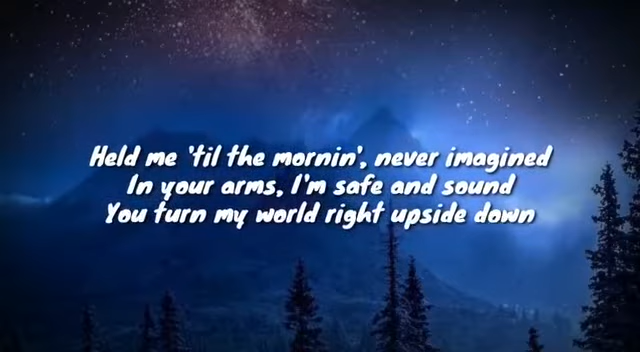 Held me 'til the mornin', never imagined
In your arms, I'm safe and sound
You turn my world right upside down